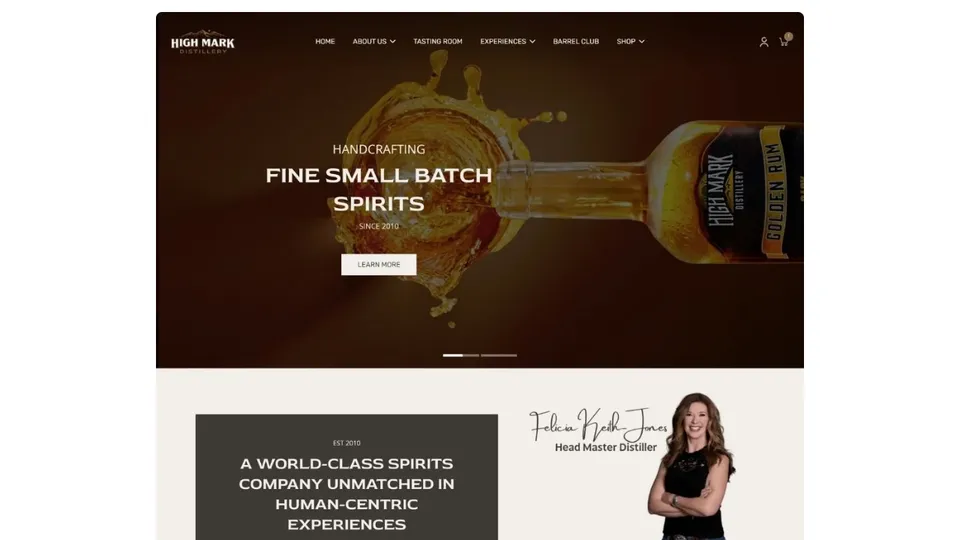 HIGH MARK
DISTILLERY
HOME
ABOUT US
TASTING ROOM
EXPERIENCES
BARREL CLUB
SHOP
HANDCRAFTING
FINE SMALL BATCH
SPIRITS
SINCE 2010
LEARN MORE
HIGH MARK
DISTILLERY
GOLDEN RUM
EST 2010
A WORLD-CLASS SPIRITS
COMPANY UNMATCHED IN
HUMAN-CENTRIC
EXPERIENCES
Felicia Keith-Jones
Head Master Distiller